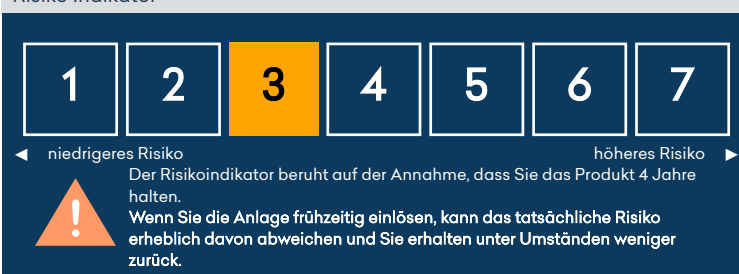 Risiko-Indikator
1 2 3 4 5 6 7
◄ niedrigeres Risiko höheres Risiko ►
Der Risikoindikator beruht auf der Annahme, dass Sie das Produkt 4 Jahre
halten.
Wenn Sie die Anlage frühzeitig einlösen, kann das tatsächliche Risiko
erheblich davon abweichen und Sie erhalten unter Umständen weniger
zurück.